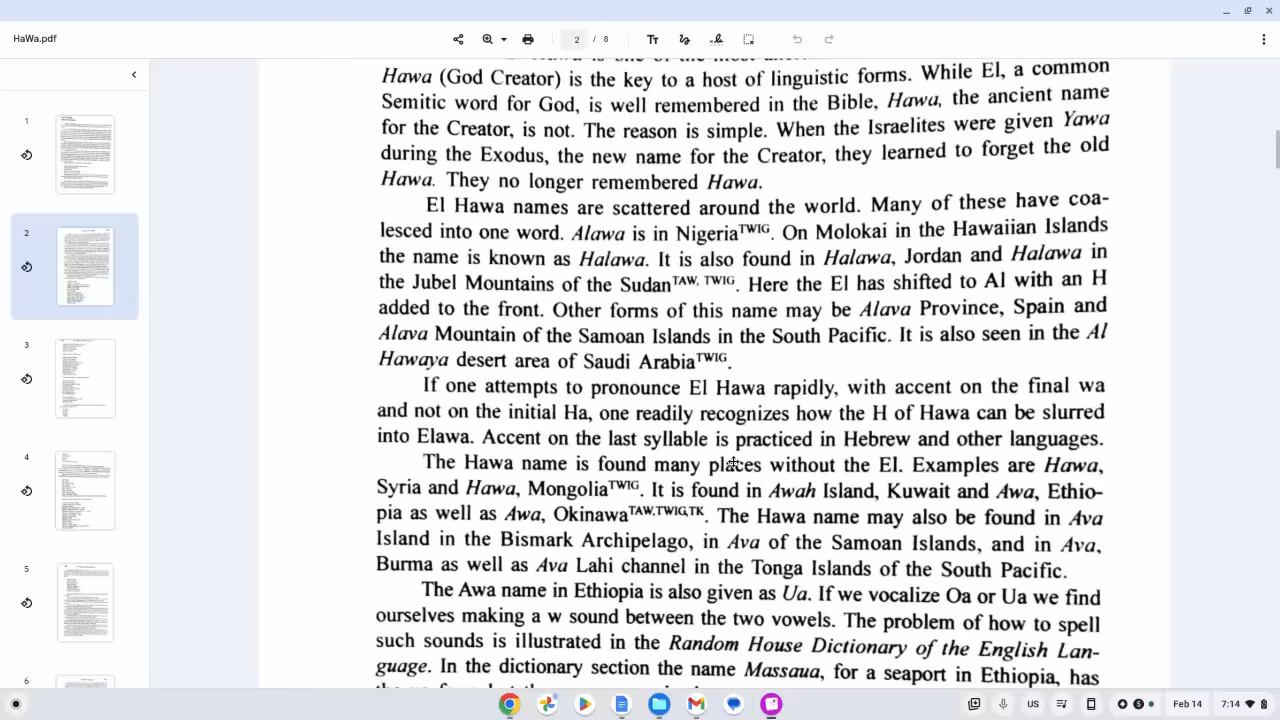 HaWa.pdf
2 / 8
Hawa (God Creator) is the key to a host of linguistic forms. While El, a common
Semitic word for God, is well remembered in the Bible, Hawa, the ancient name
for the Creator, is not. The reason is simple. When the Israelites were given Yawa
during the Exodus, the new name for the Creator, they learned to forget the old
Hawa. They no longer remembered Hawa.
El Hawa names are scattered around the world. Many of these have coa-
lesced into one word. Alawa is in NigeriaTWIG. On Molokai in the Hawaiian Islands
the name is known as Halawa. It is also found in Halawa, Jordan and Halawa in
the Jubel Mountains of the SudanTAW, TWIG. Here the El has shifted to Al with an H
added to the front. Other forms of this name may be Alava Province, Spain and
Alava Mountain of the Samoan Islands in the South Pacific. It is also seen in the Al
Hawaya desert area of Saudi ArabiaTWIG.
If one attempts to pronounce El Hawa rapidly, with accent on the final wa
and not on the initial Ha, one readily recognizes how the H of Hawa can be slurred
into Elawa. Accent on the last syllable is practiced in Hebrew and other languages.
The Hawa name is found many places without the El. Examples are Hawa,
Syria and Hawa, MongoliaTWIG. It is found in Awah Island, Kuwait and Awa, Ethio-
pia as well as Awa, OkinawaTAW,TWIG,TK. The Hawa name may also be found in Ava
Island in the Bismark Archipelago, in Ava of the Samoan Islands, and in Ava,
Burma as well as Ava Lahi channel in the Tonga Islands of the South Pacific.
The Awa name in Ethiopia is also given as Ua. If we vocalize Oa or Ua we find
ourselves making a w sound between the two vowels. The problem of how to spell
such sounds is illustrated in the Random House Dictionary of the English Lan-
guage. In the dictionary section the name Massaua, for a seaport in Ethiopia, has
US
Feb 14
7:14